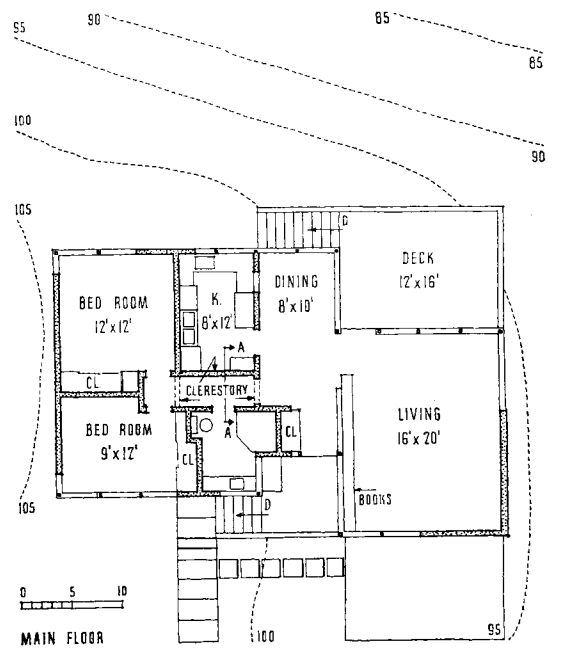 95
90
85
85
100
90
105
D
DECK
12'x16'
DINING
8'x10'
BED ROOM
12'x12'
K.
8'x12'
A
CL
CLERESTORY
BED ROOM
9'x12'
A
CL
CL
LIVING
16'x20'
BOOKS
D
105
0 5 10
MAIN FLOOR
100
95